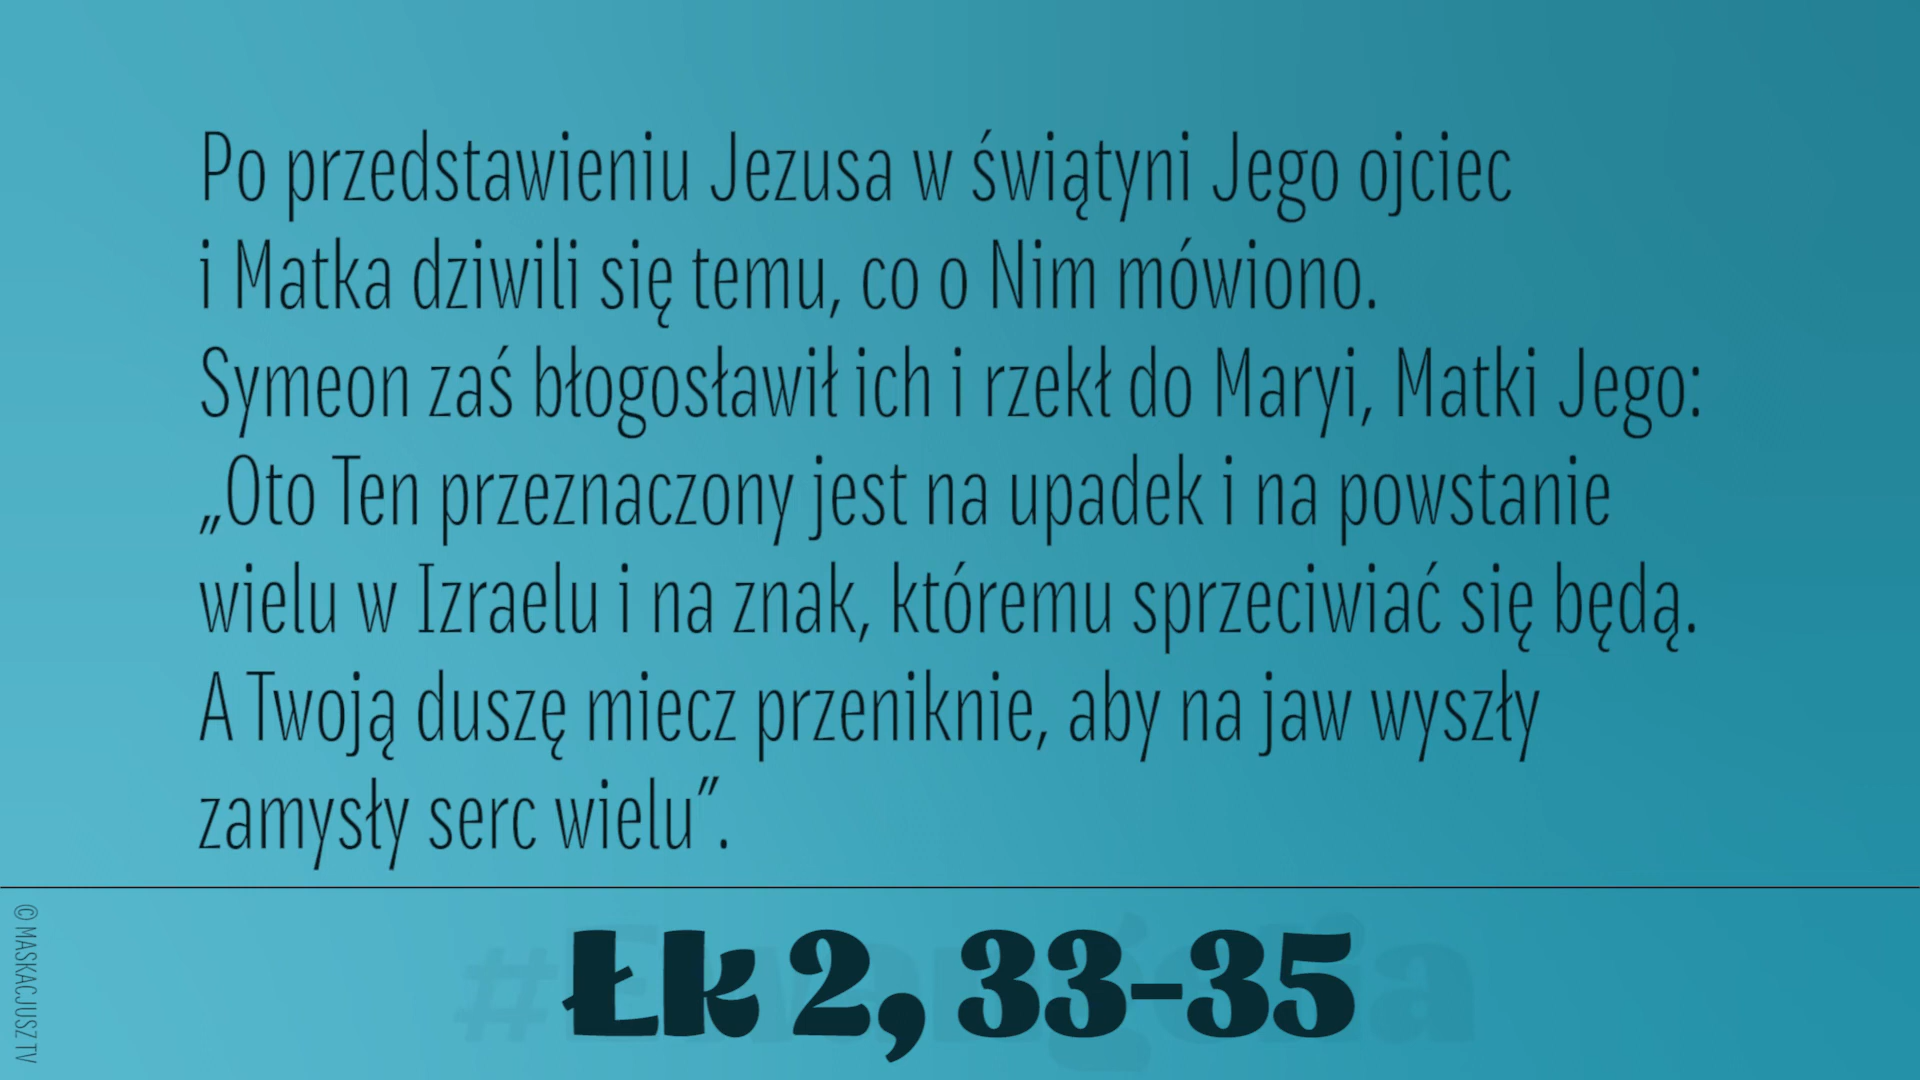 Po przedstawieniu Jezusa w świątyni Jego ojciec
i Matka dziwili się temu, co o Nim mówiono.
Symeon zaś błogosławił ich i rzekł do Maryi, Matki Jego:
„Oto Ten przeznaczony jest na upadek i na powstanie
wielu w Izraelu i na znak, któremu sprzeciwiać się będą.
A Twoją duszę miecz przeniknie, aby na jaw wyszły
zamysły serc wielu”.
#Ewangelia
Łk 2, 33-35
© MASKACJUSZ TV